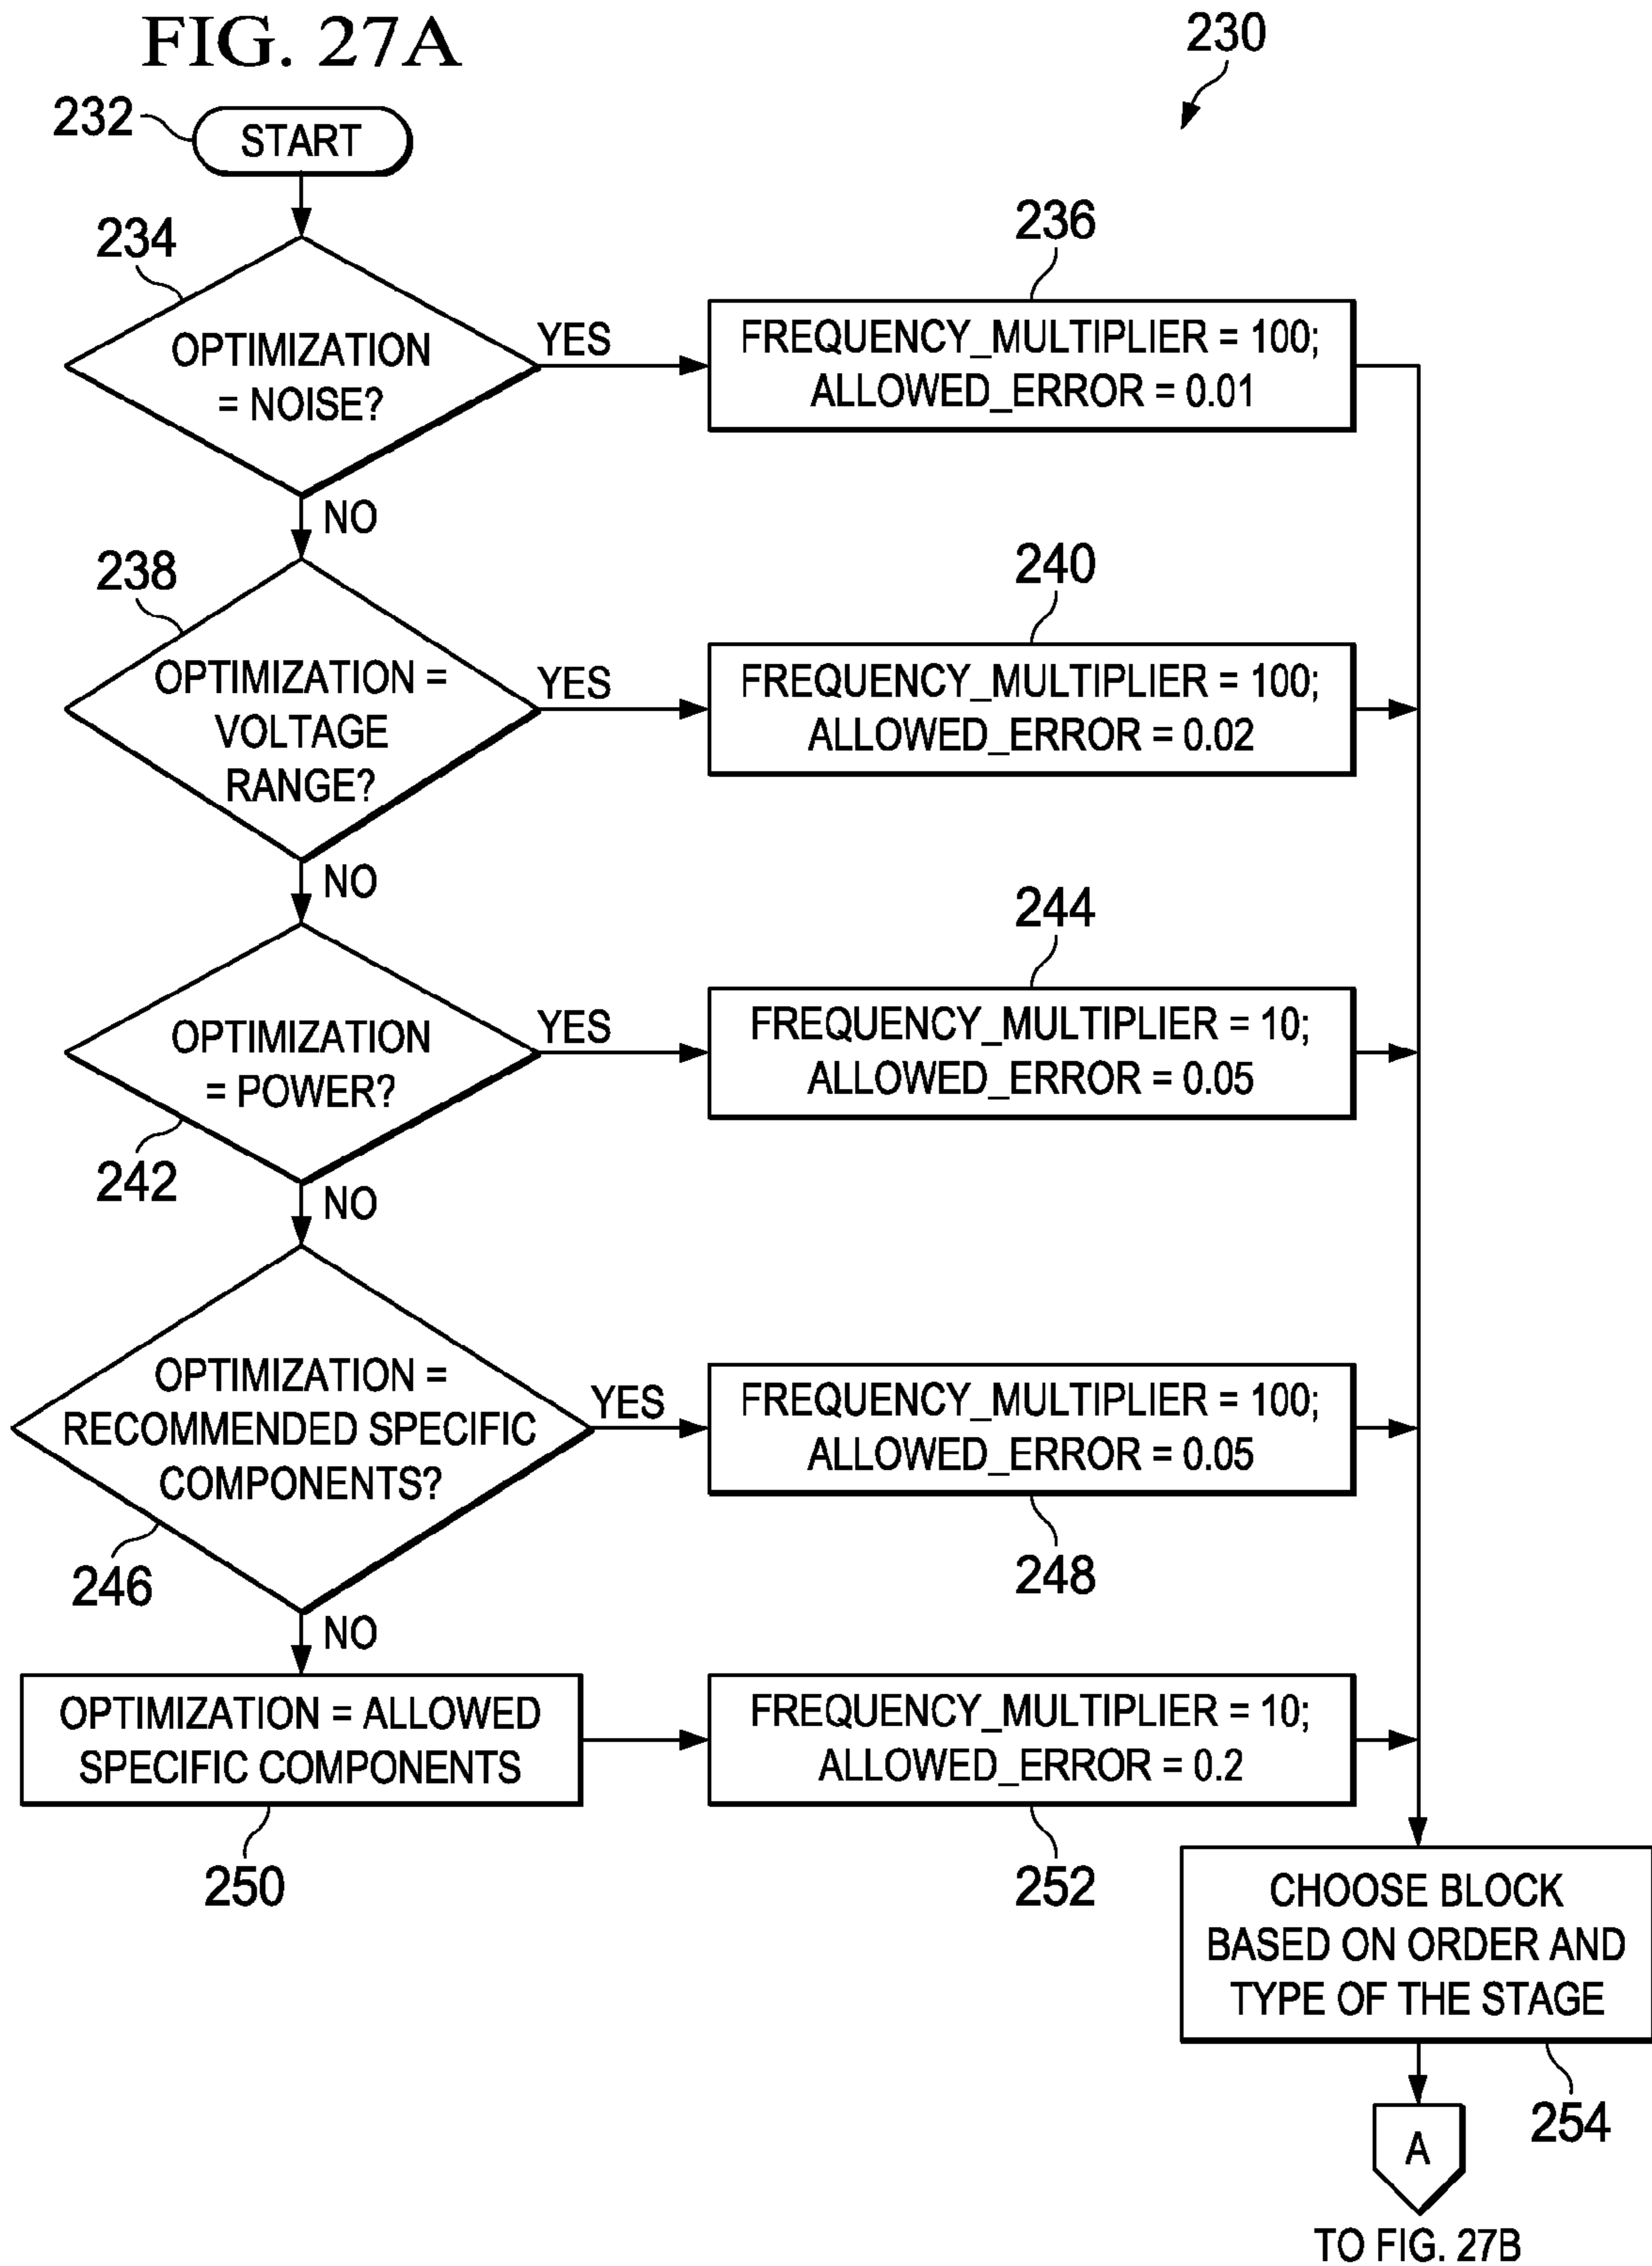 FIG. 27A
230
232
START
234
236
OPTIMIZATION
= NOISE?
YES
FREQUENCY_MULTIPLIER = 100;
ALLOWED_ERROR = 0.01
NO
238
240
OPTIMIZATION =
VOLTAGE
RANGE?
YES
FREQUENCY_MULTIPLIER = 100;
ALLOWED_ERROR = 0.02
NO
244
OPTIMIZATION
= POWER?
YES
FREQUENCY_MULTIPLIER = 10;
ALLOWED_ERROR = 0.05
242
NO
OPTIMIZATION =
RECOMMENDED SPECIFIC
COMPONENTS?
YES
FREQUENCY_MULTIPLIER = 100;
ALLOWED_ERROR = 0.05
246
248
NO
OPTIMIZATION = ALLOWED
SPECIFIC COMPONENTS
FREQUENCY_MULTIPLIER = 10;
ALLOWED_ERROR = 0.2
250
252
CHOOSE BLOCK
BASED ON ORDER AND
TYPE OF THE STAGE
254
A
TO FIG. 27B